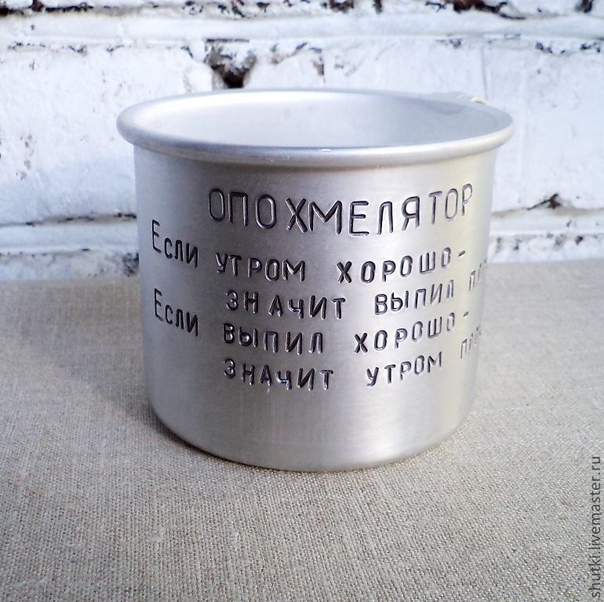 ОПОХМЕЛЯТОР
Если утром хорошо-
значит выпил
Если выпил хорошо-
значит утром
shutki.livemaster.ru